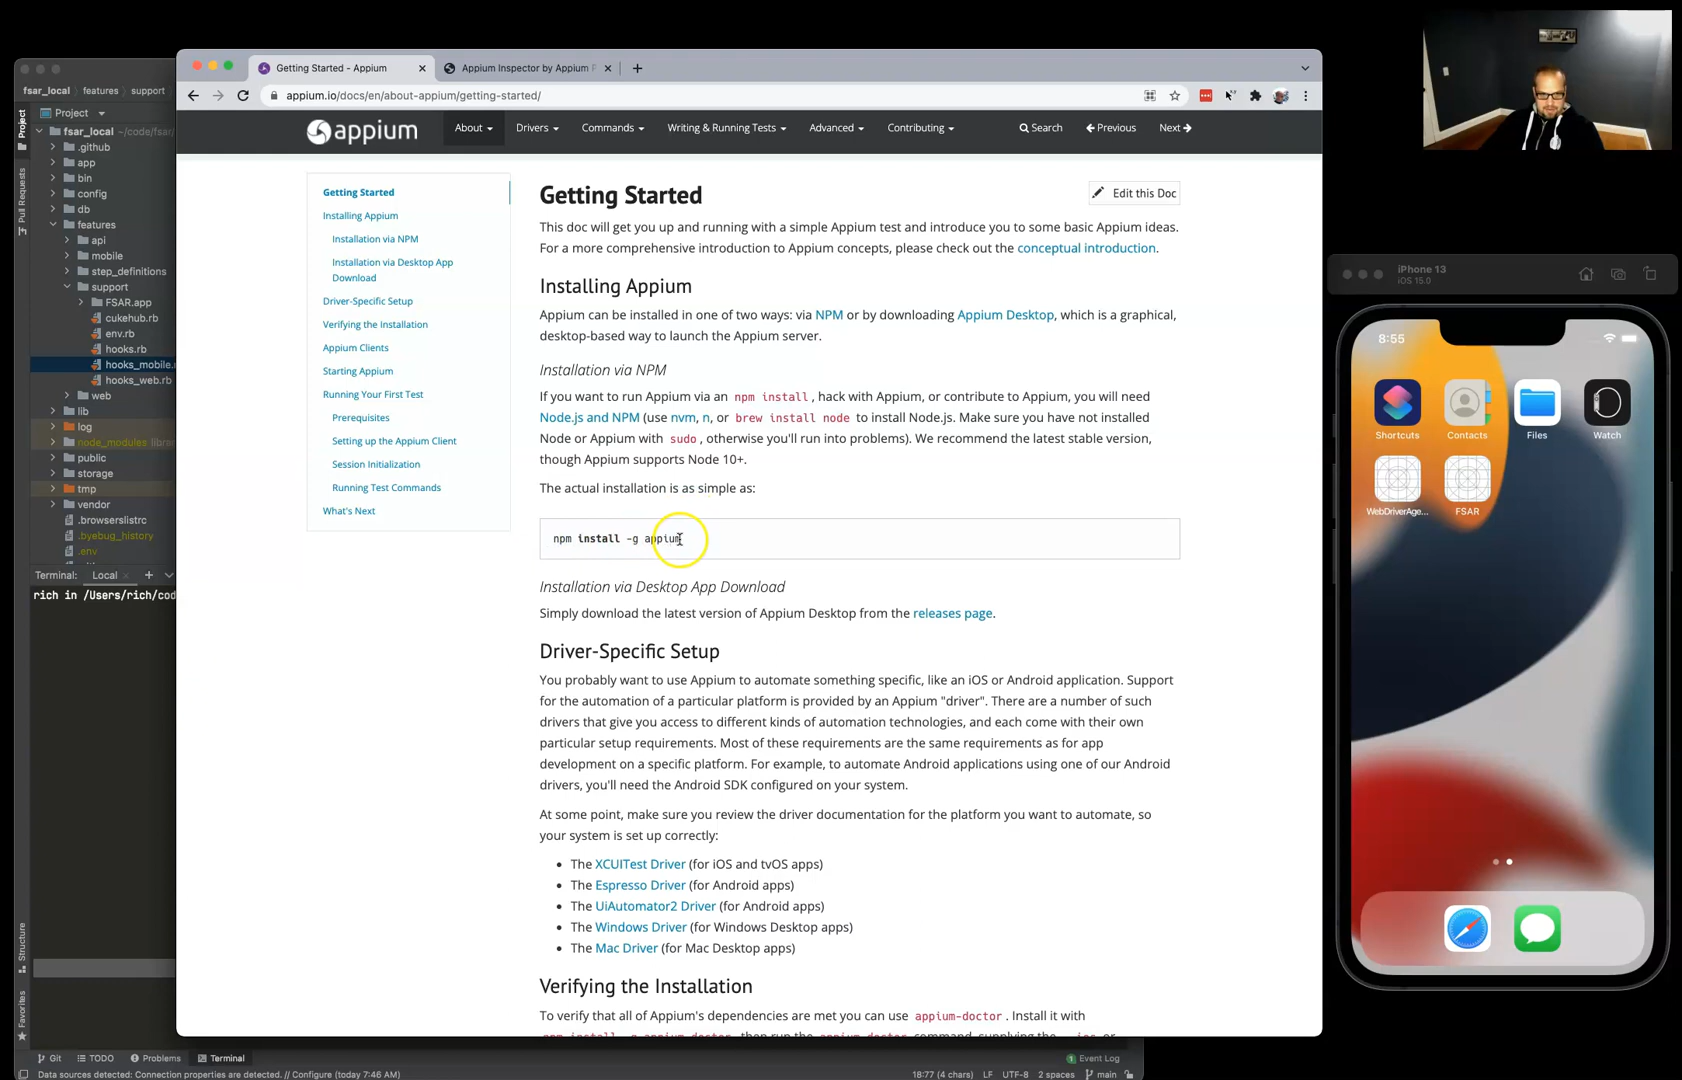 Getting Started - Appium
Appium Inspector by Appium
appium.io/docs/en/about-appium/getting-started/
appium
About
Drivers
Commands
Writing & Running Tests
Advanced
Contributing
Search
Previous
Next
fsar_local
features
support
Project
fsar_local ~/code/fsar/
.github
app
bin
config
db
features
api
mobile
step_definitions
support
FSAR.app
cukehub.rb
env.rb
hooks.rb
hooks_mobile.
hooks_web.rb
web
lib
log
node_modules
public
storage
tmp
vendor
.browserslistrc
.byebug_history
.env
Project
Pull Requests
Structure
Favorites
Terminal: Local
rich in /Users/rich/cod
Getting Started
Installing Appium
Installation via NPM
Installation via Desktop App
Download
Driver-Specific Setup
Verifying the Installation
Appium Clients
Starting Appium
Running Your First Test
Prerequisites
Setting up the Appium Client
Session Initialization
Running Test Commands
What's Next
Getting Started
Edit this Doc
This doc will get you up and running with a simple Appium test and introduce you to some basic Appium ideas.
For a more comprehensive introduction to Appium concepts, please check out the conceptual introduction.
Installing Appium
Appium can be installed in one of two ways: via NPM or by downloading Appium Desktop, which is a graphical,
desktop-based way to launch the Appium server.
Installation via NPM
If you want to run Appium via an npm install, hack with Appium, or contribute to Appium, you will need
Node.js and NPM (use nvm, n, or brew install node to install Node.js. Make sure you have not installed
Node or Appium with sudo, otherwise you'll run into problems). We recommend the latest stable version,
though Appium supports Node 10+.
The actual installation is as simple as:
npm install -g appium
Installation via Desktop App Download
Simply download the latest version of Appium Desktop from the releases page.
Driver-Specific Setup
You probably want to use Appium to automate something specific, like an iOS or Android application. Support
for the automation of a particular platform is provided by an Appium "driver". There are a number of such
drivers that give you access to different kinds of automation technologies, and each come with their own
particular setup requirements. Most of these requirements are the same requirements as for app
development on a specific platform. For example, to automate Android applications using one of our Android
drivers, you'll need the Android SDK configured on your system.
At some point, make sure you review the driver documentation for the platform you want to automate, so
your system is set up correctly:
• The XCUITest Driver (for iOS and tvOS apps)
• The Espresso Driver (for Android apps)
• The UiAutomator2 Driver (for Android apps)
• The Windows Driver (for Windows Desktop apps)
• The Mac Driver (for Mac Desktop apps)
Verifying the Installation
To verify that all of Appium's dependencies are met you can use appium-doctor. Install it with
iPhone 13
iOS 15.0
8:55
Shortcuts
Contacts
Files
Watch
WebDriverAge...
FSAR
Git
TODO
Problems
Terminal
1 Event Log
Data sources detected: Connection properties are detected. // Configure (today 7:46 AM)
18:77 (4 chars)
LF
UTF-8
2 spaces
main